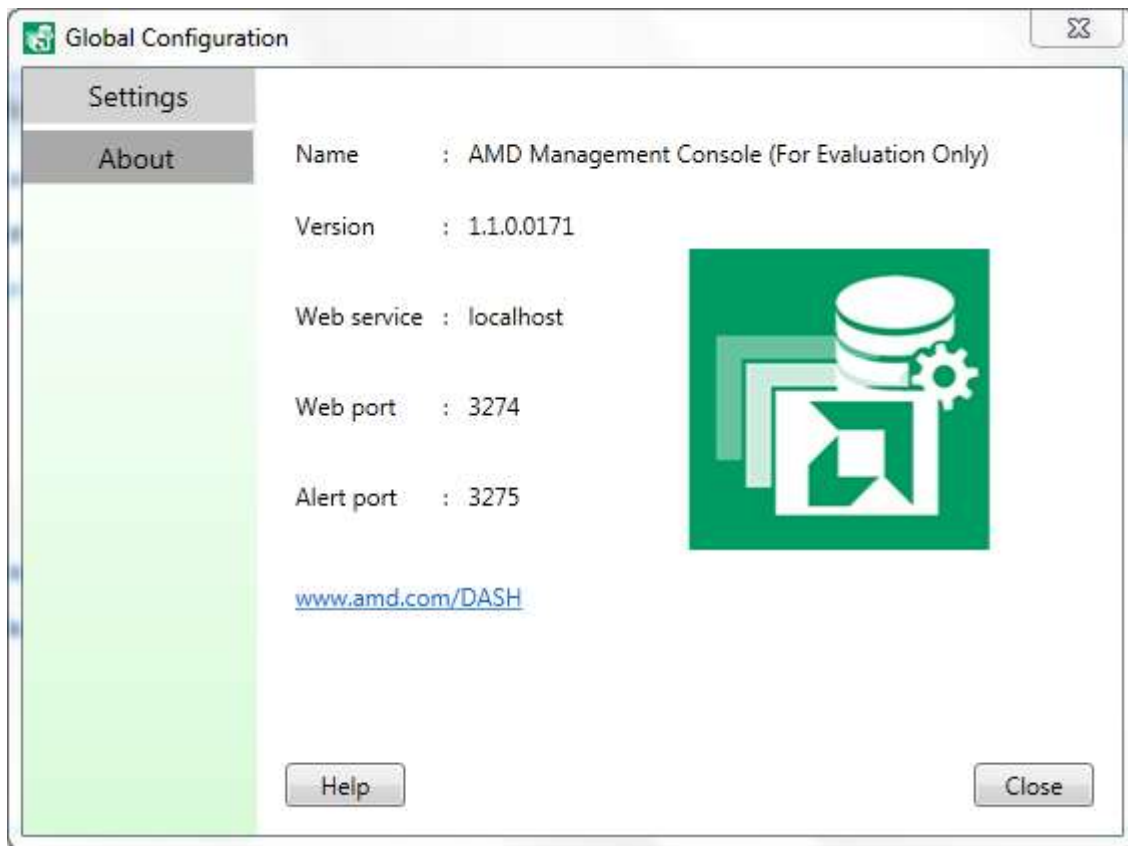 Global Configuration
Settings
About
Name : AMD Management Console (For Evaluation Only)
Version : 1.1.0.0171
Web service : localhost
Web port : 3274
Alert port : 3275
www.amd.com/DASH
Help
Close